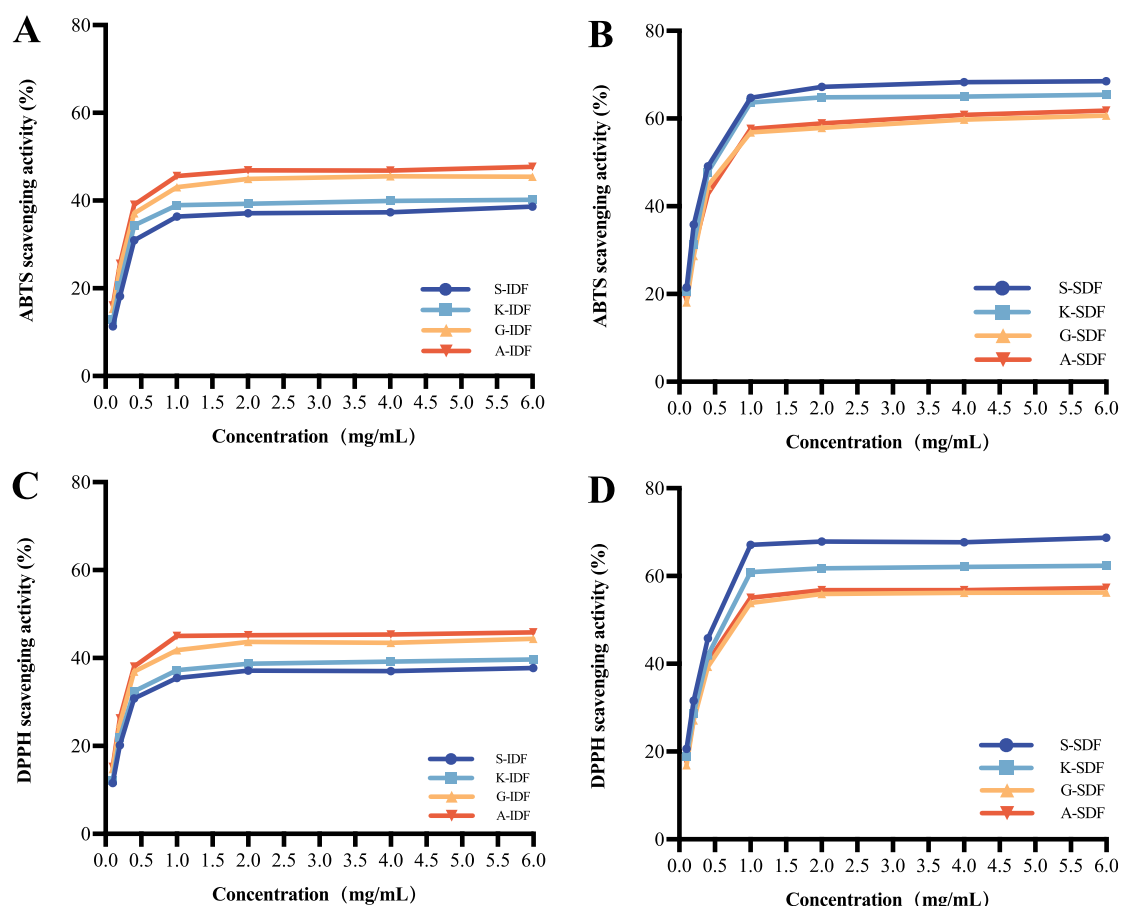 A
ABTS scavenging activity (%)
80
60
40
20
0
S-IDF
K-IDF
G-IDF
A-IDF
0.0 0.5 1.0 1.5 2.0 2.5 3.0 3.5 4.0 4.5 5.0 5.5 6.0
Concentration（mg/mL）
B
ABTS scavenging activity (%)
80
60
40
20
0
S-SDF
K-SDF
G-SDF
A-SDF
0.0 0.5 1.0 1.5 2.0 2.5 3.0 3.5 4.0 4.5 5.0 5.5 6.0
Concentration（mg/mL）
C
DPPH scavenging activity (%)
80
60
40
20
0
S-IDF
K-IDF
G-IDF
A-IDF
0.0 0.5 1.0 1.5 2.0 2.5 3.0 3.5 4.0 4.5 5.0 5.5 6.0
Concentration（mg/mL）
D
DPPH scavenging activity (%)
80
60
40
20
0
S-SDF
K-SDF
G-SDF
A-SDF
0.0 0.5 1.0 1.5 2.0 2.5 3.0 3.5 4.0 4.5 5.0 5.5 6.0
Concentration（mg/mL）